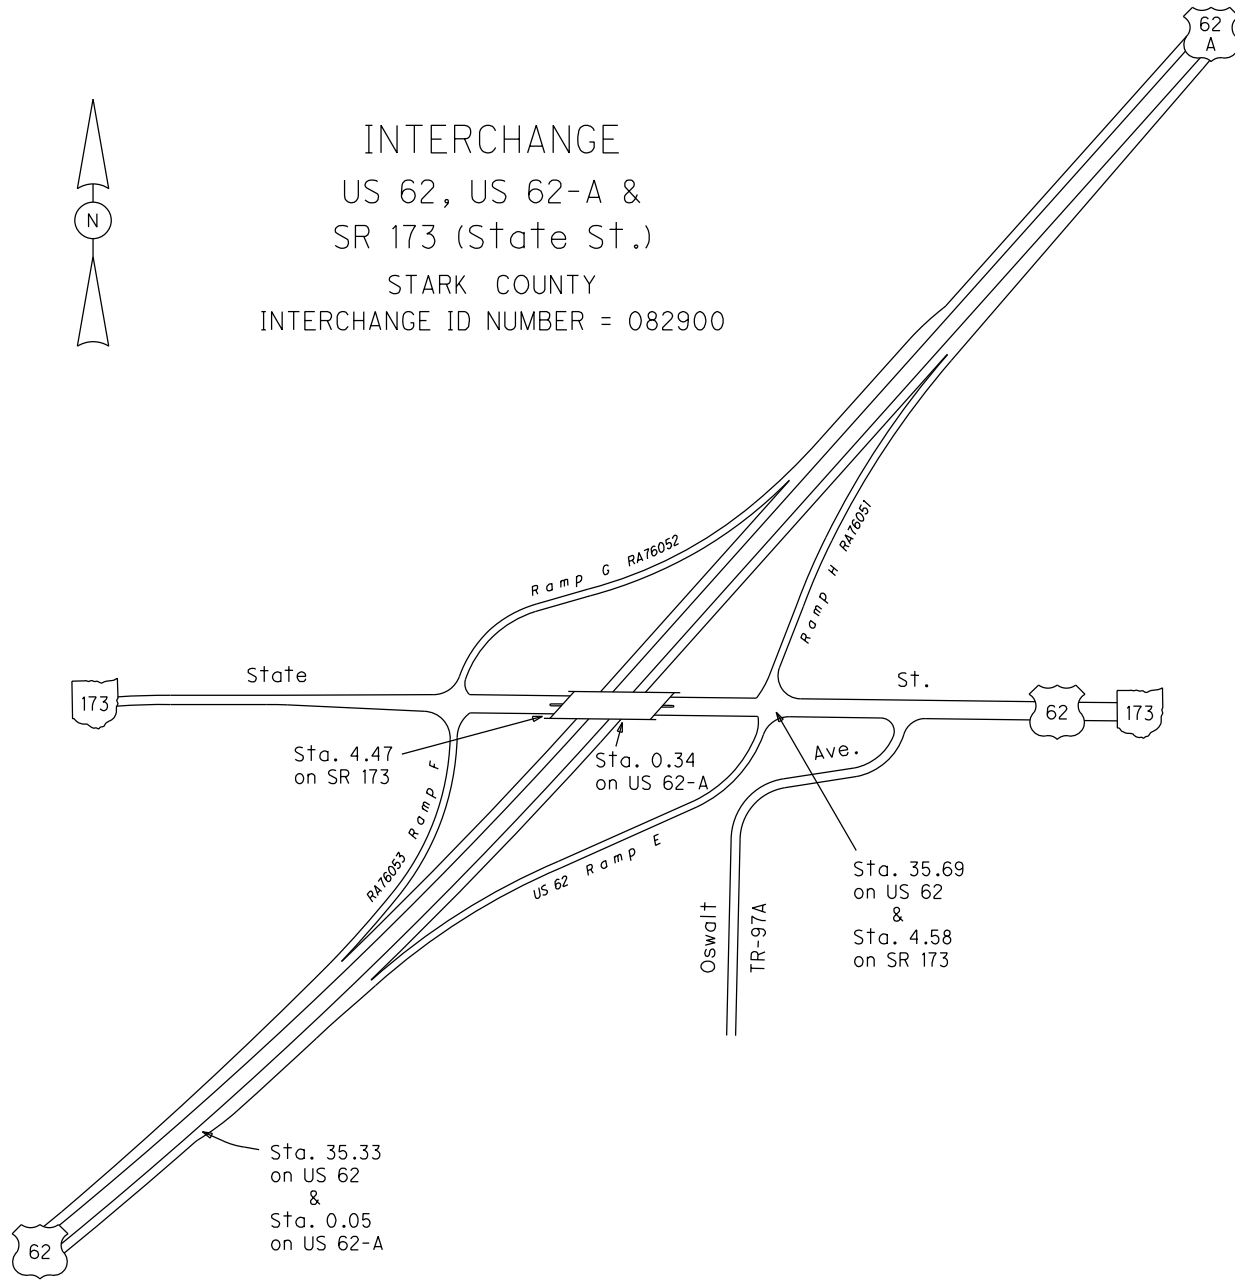 62
A
INTERCHANGE
US 62, US 62-A &
SR 173 (State St.)
STARK COUNTY
INTERCHANGE ID NUMBER = 082900
N
Ramp G RA76052
Ramp H RA76051
State
St.
173
62
173
Sta. 4.47
on SR 173
Sta. 0.34
on US 62-A
Ave.
RA76053 Ramp F
US 62 Ramp E
Sta. 35.69
on US 62
&
Sta. 4.58
on SR 173
Oswalt
TR-97A
Sta. 35.33
on US 62
&
Sta. 0.05
on US 62-A
62